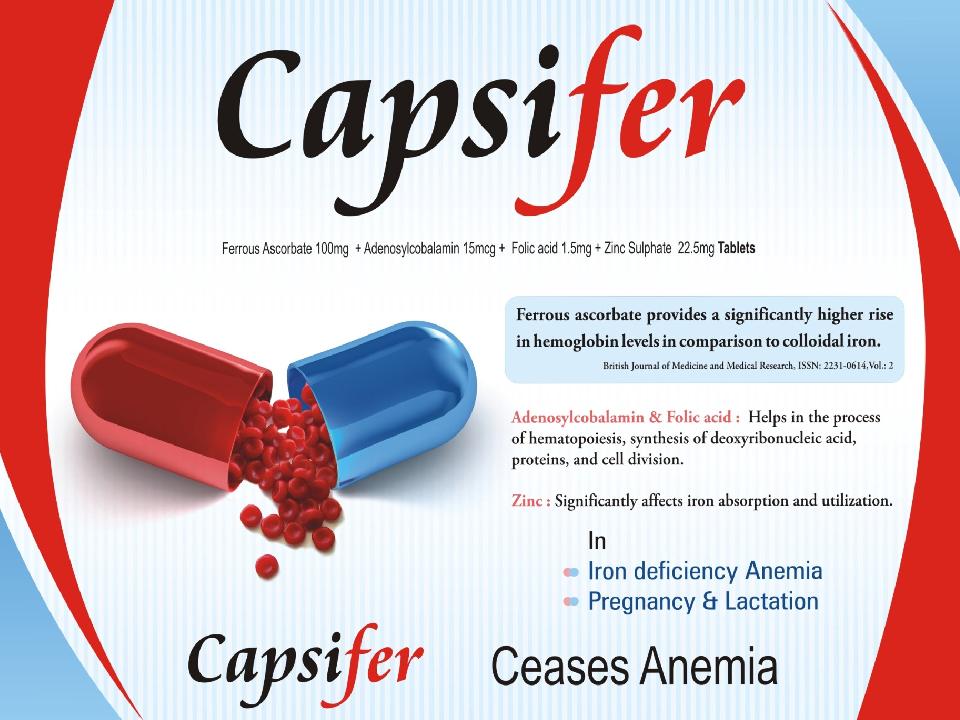 Capsifer
Ferrous Ascorbate 100mg + Adenosylcobalamin 15mcg + Folic acid 1.5mg + Zinc Sulphate 22.5mg Tablets
Ferrous ascorbate provides a significantly higher rise
in hemoglobin levels in comparison to colloidal iron.
British Journal of Medicine and Medical Research, ISSN: 2231-0614,Vol.: 2
Adenosylcobalamin & Folic acid : Helps in the process
of hematopoiesis, synthesis of deoxyribonucleic acid,
proteins, and cell division.
Zinc : Significantly affects iron absorption and utilization.
In
Iron deficiency Anemia
Pregnancy & Lactation
Capsifer Ceases Anemia